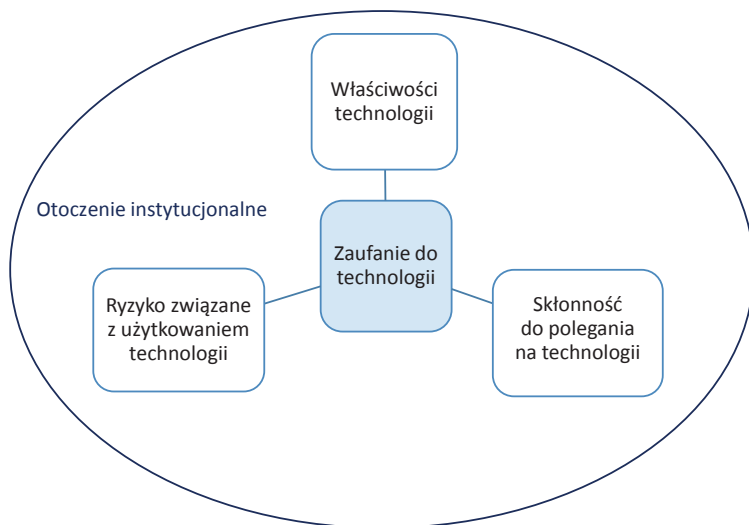 Właściwości
technologii
Otoczenie instytucjonalne
Zaufanie do
technologii
Ryzyko związane
z użytkowaniem
technologii
Skłonność
do polegania
na technologii